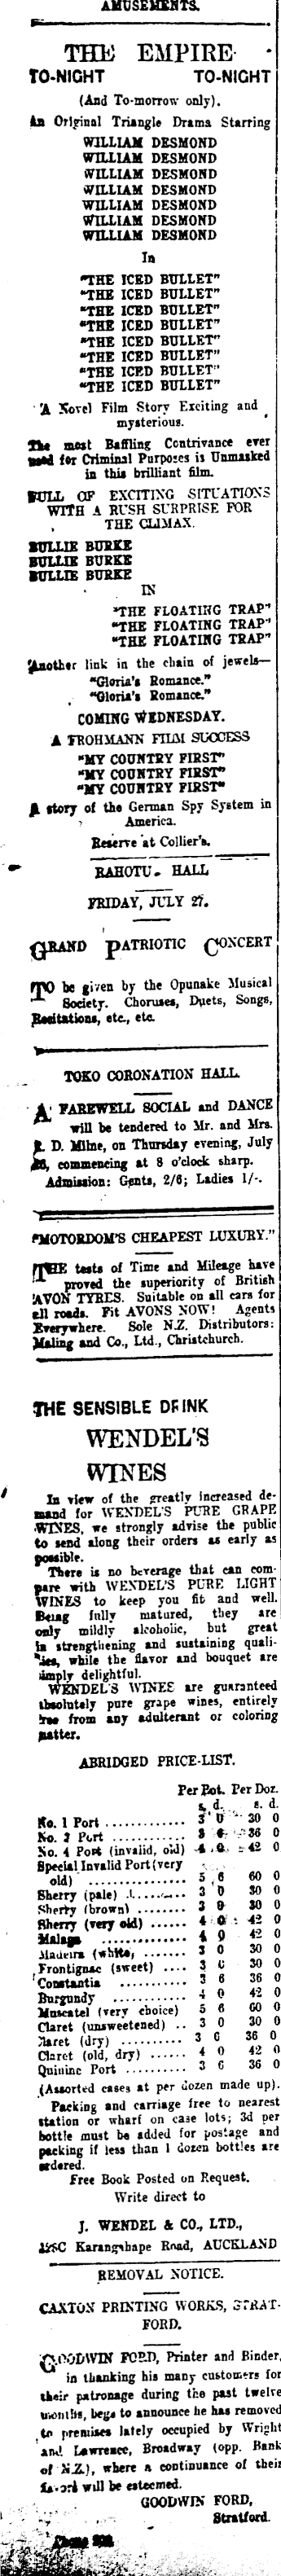 AMUSEMENTS.
THE EMPIRE
TO-NIGHT TO-NIGHT
(And To-morrow only).
An Original Triangle Drama Starring
WILLIAM DESMOND
WILLIAM DESMOND
WILLIAM DESMOND
WILLIAM DESMOND
WILLIAM DESMOND
WILLIAM DESMOND
WILLIAM DESMOND
In
"THE ICED BULLET"
"THE ICED BULLET"
"THE ICED BULLET"
"THE ICED BULLET"
"THE ICED BULLET"
"THE ICED BULLET"
"THE ICED BULLET"
"THE ICED BULLET"
A Novel Film Story Exciting and
mysterious.
The most Baffling Contrivance ever
used for Criminal Purposes is Unmasked
in this brilliant film.
FULL OF EXCITING SITUATIONS
WITH A RUSH SURPRISE FOR
THE CLIMAX.
BULLIE BURKE
BULLIE BURKE
BULLIE BURKE
IN
"THE FLOATING TRAP"
"THE FLOATING TRAP"
"THE FLOATING TRAP"
Another link in the chain of jewels—
"Gloria's Romance."
"Gloria's Romance."
COMING WEDNESDAY.
A FROHMANN FILM SUCCESS
"MY COUNTRY FIRST"
"MY COUNTRY FIRST"
"MY COUNTRY FIRST"
A story of the German Spy System in
America.
Reserve at Collier's.
RAHOTU HALL
FRIDAY, JULY 27.
GRAND PATRIOTIC CONCERT
TO be given by the Opunake Musical
Society. Choruses, Duets, Songs,
Recitations, etc., etc.
TOKO CORONATION HALL.
A FAREWELL SOCIAL and DANCE
will be tendered to Mr. and Mrs.
R. D. Milne, on Thursday evening, July
26, commencing at 8 o'clock sharp.
Admission: Gents, 2/6; Ladies 1/-.
"MOTORDOM'S CHEAPEST LUXURY."
THE tests of Time and Mileage have
proved the superiority of British
AVON TYRES. Suitable on all cars for
all roads. Fit AVONS NOW! Agents
Everywhere. Sole N.Z. Distributors:
Maling and Co., Ltd., Christchurch.
THE SENSIBLE DRINK
WENDEL'S
WINES
In view of the greatly increased de-
mand for WENDEL'S PURE GRAPE
WINES, we strongly advise the public
to send along their orders as early as
possible.
There is no beverage that can com-
pare with WENDEL'S PURE LIGHT
WINES to keep you fit and well.
Being fully matured, they are
only mildly alcoholic, but great
in strengthening and sustaining quali-
ties, while the flavor and bouquet are
simply delightful.
WENDEL'S WINES are guaranteed
absolutely pure grape wines, entirely
free from any adulterant or coloring
matter.
ABRIDGED PRICE-LIST.
Per Bot. Per Doz.
s. d. s. d.
No. 1 Port ............. 3 0 30 0
No. 2 Port ............ 36 0
No. 4 Port (invalid, old) 42 0
Special Invalid Port (very
old) ................ 5 6 60 0
Sherry (pale) ......... 3 0 30 0
Sherry (brown) ........ 3 0 30 0
Sherry (very old) ...... 4 0 42 0
Malaga ............... 4 0 42 0
Madeira (white) ....... 3 0 30 0
Frontignac (sweet) .... 3 0 30 0
Constantia ........... 3 6 36 0
Burgundy ............. 4 0 42 0
Muscatel (very choice) 5 6 60 0
Claret (unsweetened) .. 3 0 30 0
Claret (dry) .......... 3 6 36 0
Claret (old, dry) ...... 4 0 42 0
Quinine Port .......... 3 6 36 0
(Assorted cases at per dozen made up).
Packing and carriage free to nearest
station or wharf on case lots; 3d per
bottle must be added for postage and
packing if less than 1 dozen bottles are
ordered.
Free Book Posted on Request.
Write direct to
J. WENDEL & CO., LTD.,
Karangahape Road, AUCKLAND
REMOVAL NOTICE.
CAXTON PRINTING WORKS, STRAT-
FORD.
GOODWIN FORD, Printer and Binder,
in thanking his many customers for
their patronage during the past twelve
months, begs to announce he has removed
to premises lately occupied by Wright
and Lawrence, Broadway (opp. Bank
of N.Z.), where a continuance of their
favors will be esteemed.
GOODWIN FORD,
Stratford.